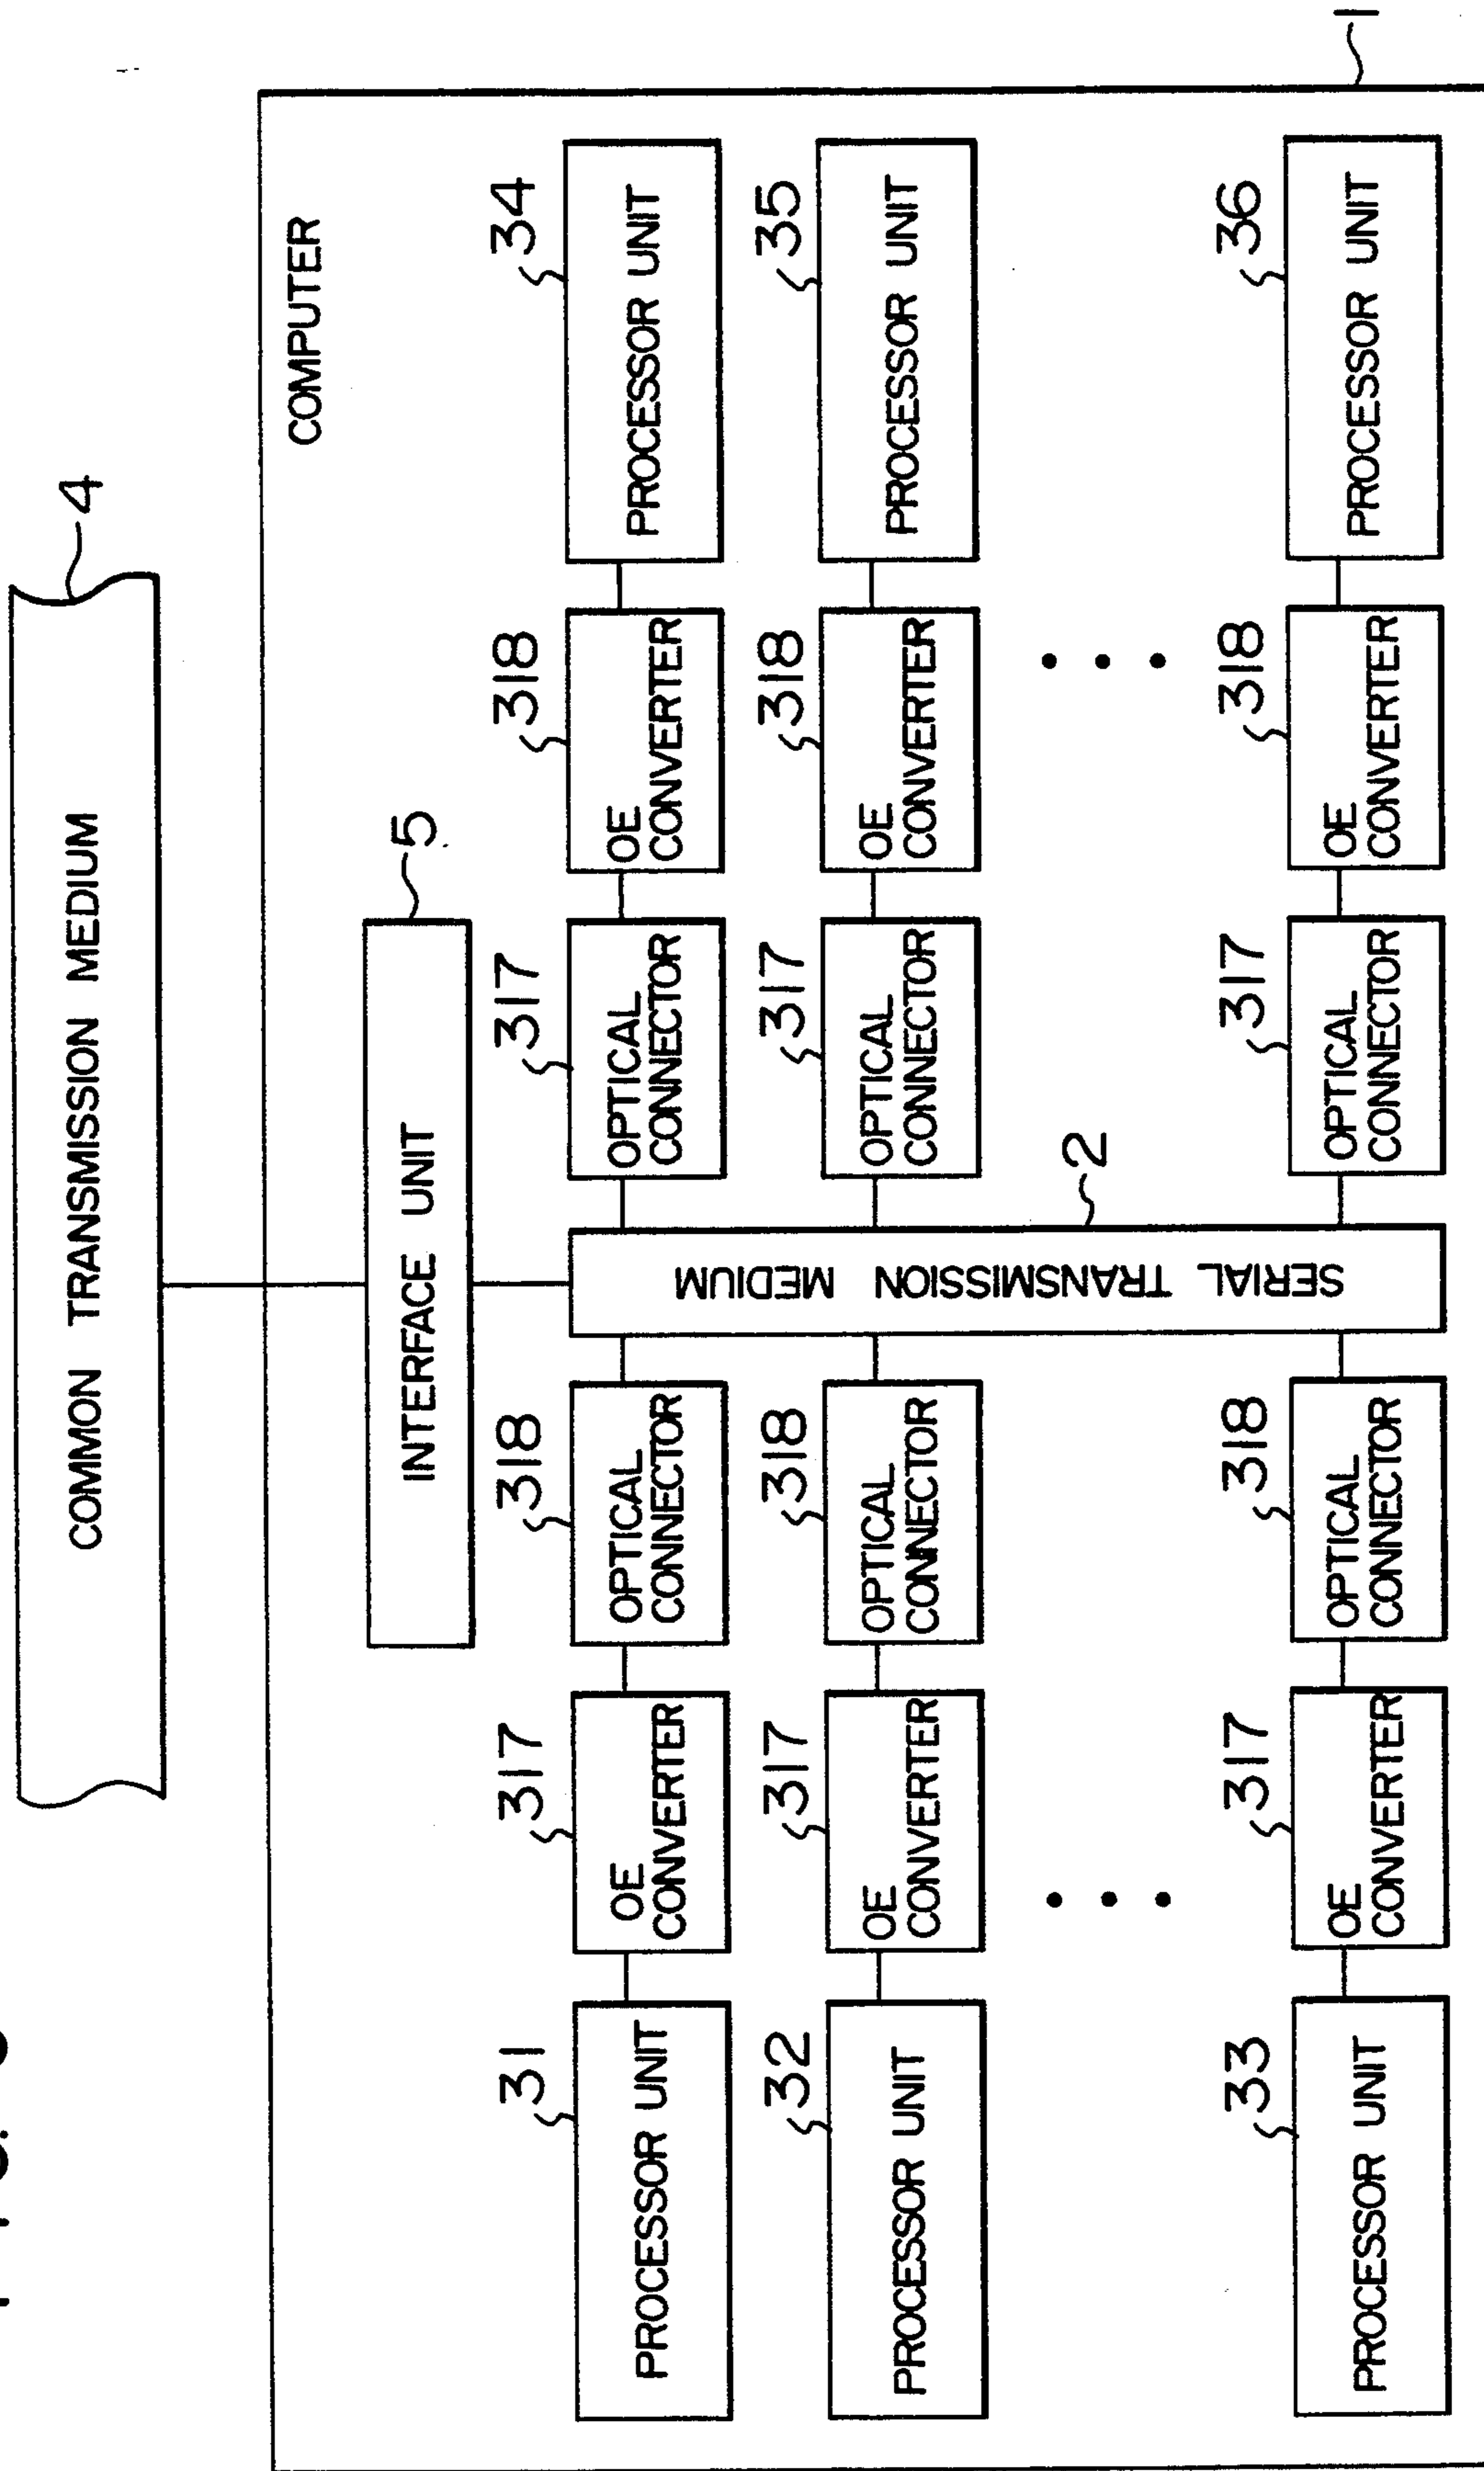 4
COMMON TRANSMISSION MEDIUM
COMPUTER
5
INTERFACE UNIT
31
317
318
317
318
34
PROCESSOR UNIT
OE
CONVERTER
OPTICAL
CONNECTOR
OPTICAL
CONNECTOR
OE
CONVERTER
PROCESSOR UNIT
SERIAL TRANSMISSION MEDIUM
32
317
318
317
318
35
PROCESSOR UNIT
OE
CONVERTER
OPTICAL
CONNECTOR
OPTICAL
CONNECTOR
OE
CONVERTER
PROCESSOR UNIT
2
33
317
318
317
318
36
PROCESSOR UNIT
OE
CONVERTER
OPTICAL
CONNECTOR
OPTICAL
CONNECTOR
OE
CONVERTER
PROCESSOR UNIT
1